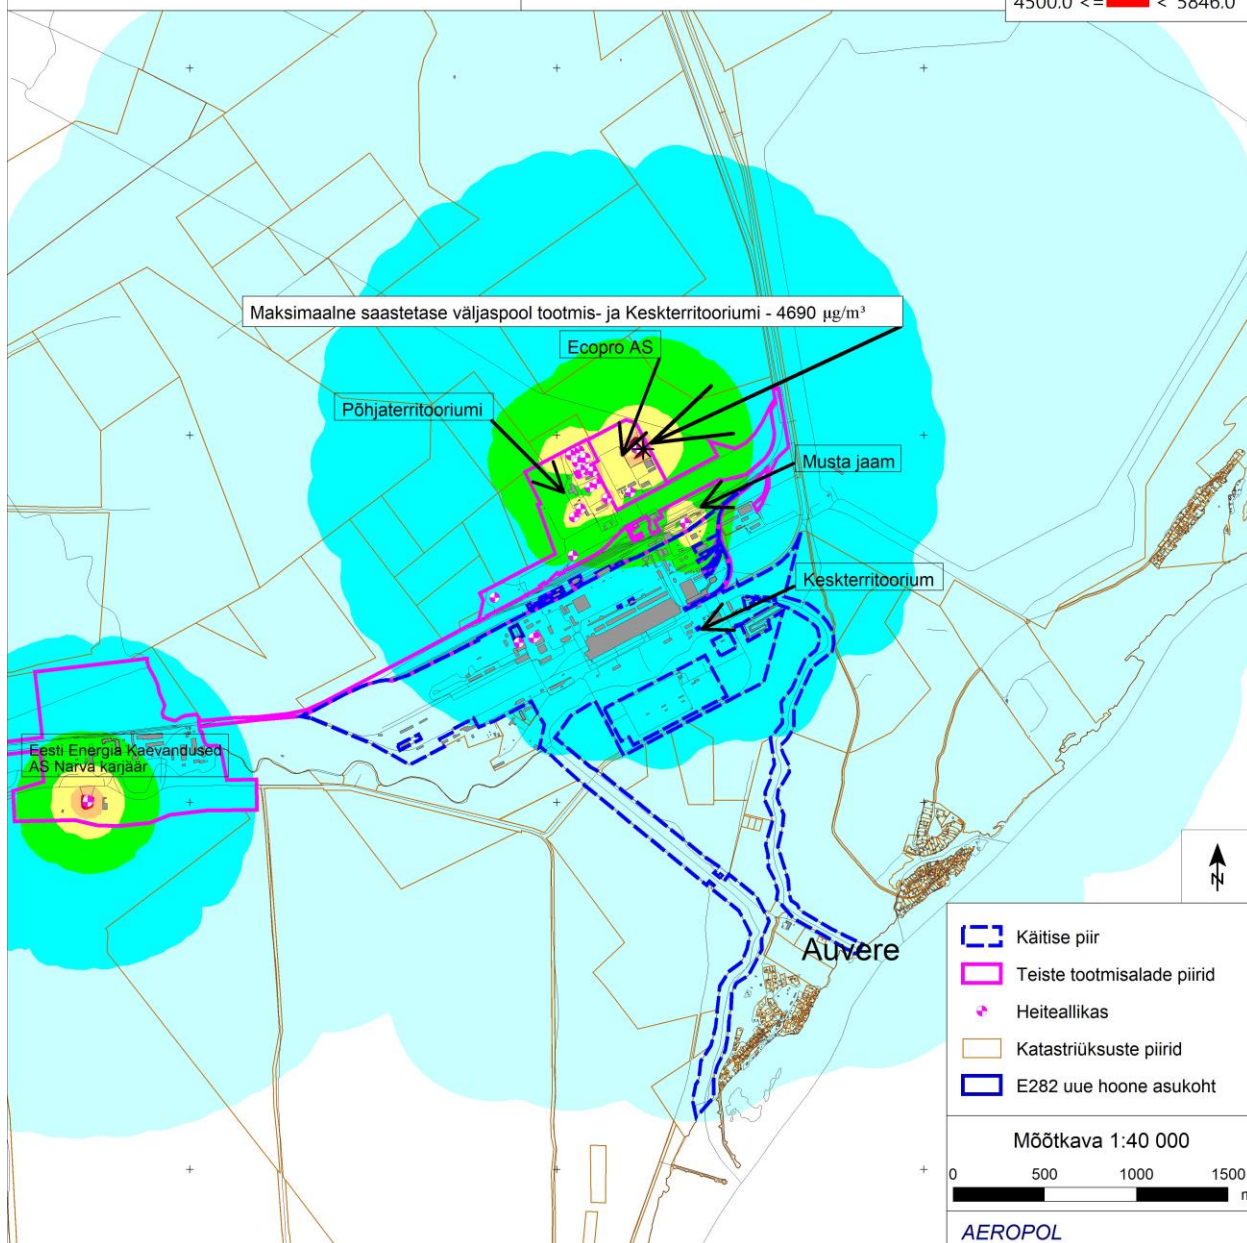 4500.0 <= < 5846.0
Maksimaalne saastetase väljaspool tootmis- ja Keskterritooriumi - 4690 µg/m³
Ecopro AS
Põhjaterritooriumi
Musta jaam
Keskterritoorium
Eesti Energia Kaevandused
AS Narva karjäär
Auvere
N
Käitise piir
Teiste tootmisalade piirid
Heiteallikas
Katastriüksuste piirid
E282 uue hoone asukoht
Mõõtkava 1:40 000
0 500 1000 1500
m
AEROPOL